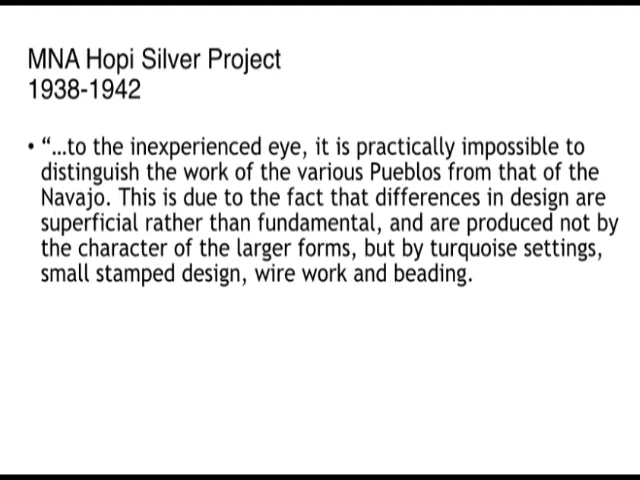 MNA Hopi Silver Project
1938-1942
• “...to the inexperienced eye, it is practically impossible to
distinguish the work of the various Pueblos from that of the
Navajo. This is due to the fact that differences in design are
superficial rather than fundamental, and are produced not by
the character of the larger forms, but by turquoise settings,
small stamped design, wire work and beading.